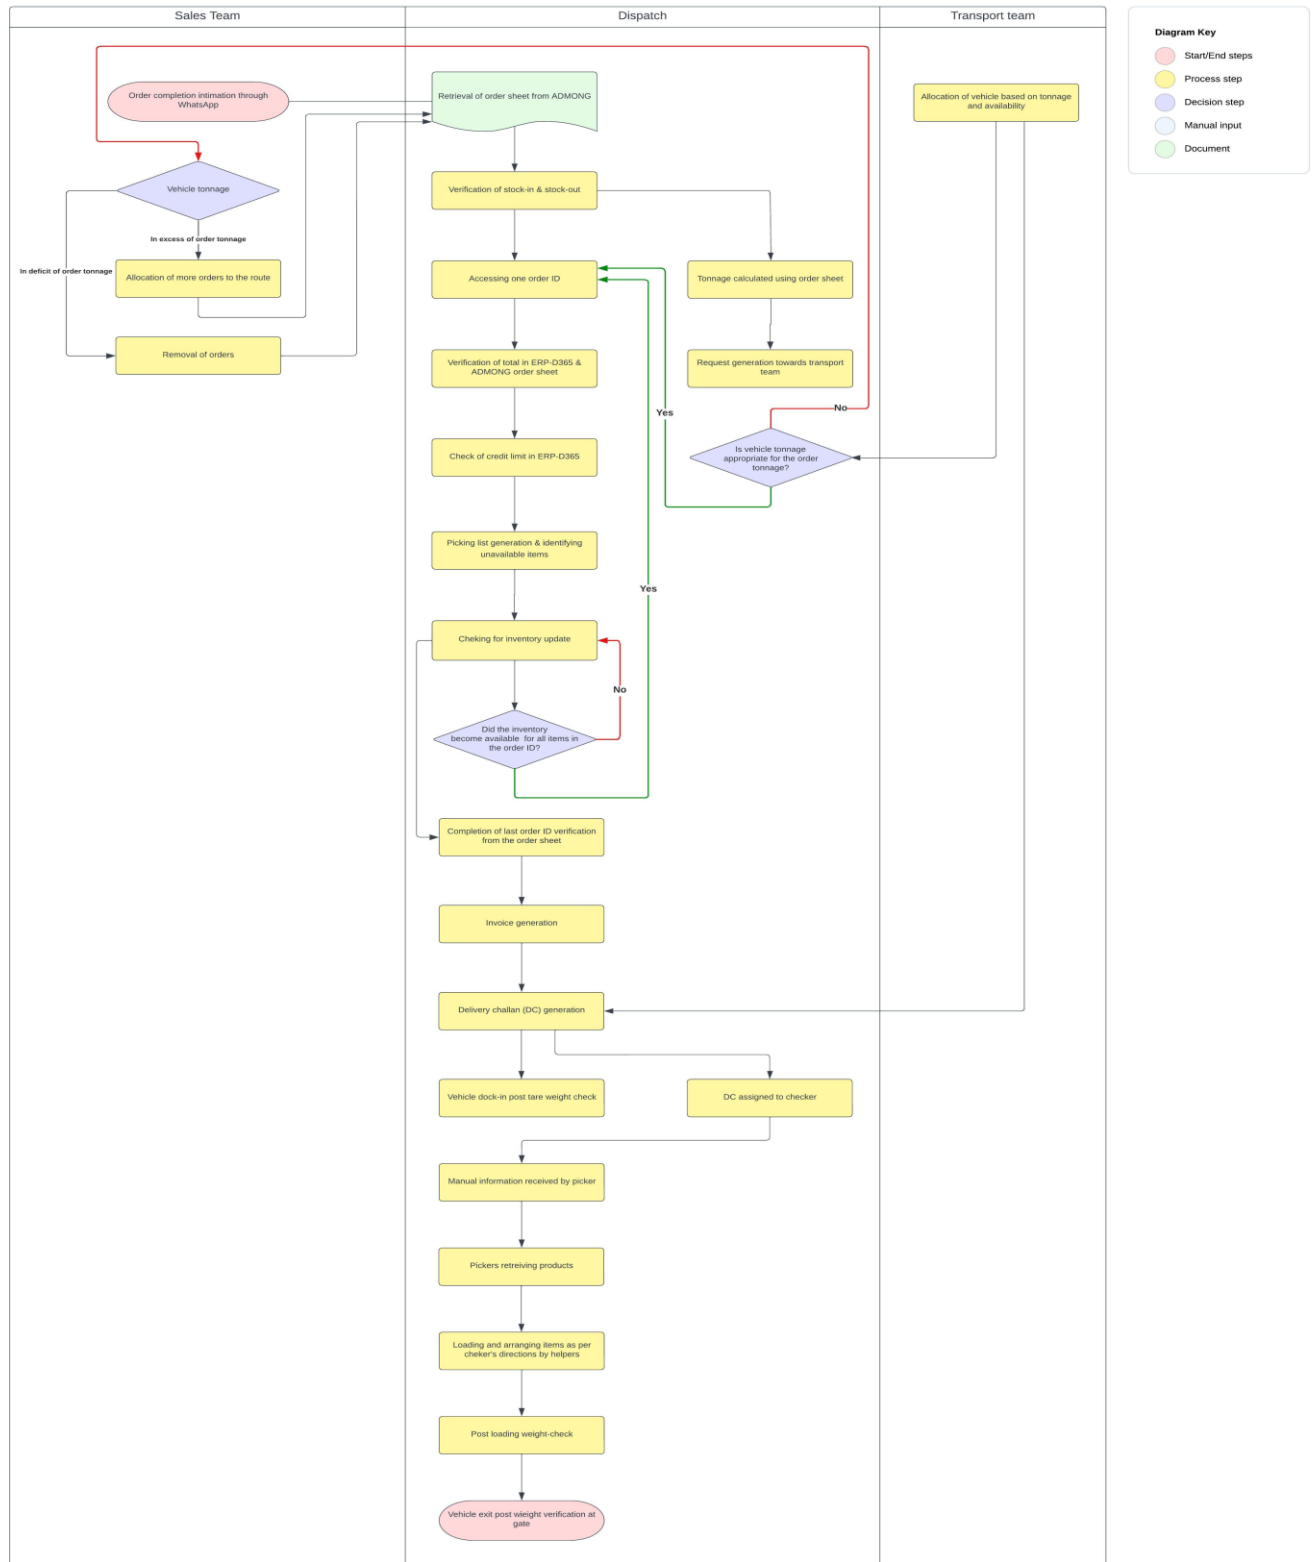 Sales Team
Dispatch
Transport team
Diagram Key
Start/End steps
Process step
Decision step
Manual input
Document
Order completion intimation through
WhatsApp
Retrieval of order sheet from ADMONG
Allocation of vehicle based on tonnage
and availability
Vehicle tonnage
Verification of stock-in & stock-out
In excess of order tonnage
In deficit of order tonnage
Allocation of more orders to the route
Accessing one order ID
Tonnage calculated using order sheet
Removal of orders
Verification of total in ERP-D365 &
ADMONG order sheet
Request generation towards transport
team
Yes
No
Check of credit limit in ERP-D365
Is vehicle tonnage
appropriate for the order
tonnage?
Picking list generation & identifying
unavailable items
Yes
Cheking for inventory update
No
Did the inventory
become available for all items in
the order ID?
Completion of last order ID verification
from the order sheet
Invoice generation
Delivery challan (DC) generation
Vehicle dock-in post tare weight check
DC assigned to checker
Manual information received by picker
Pickers retreiving products
Loading and arranging items as per
cheker's directions by helpers
Post loading weight-check
Vehicle exit post wieight verification at
gate